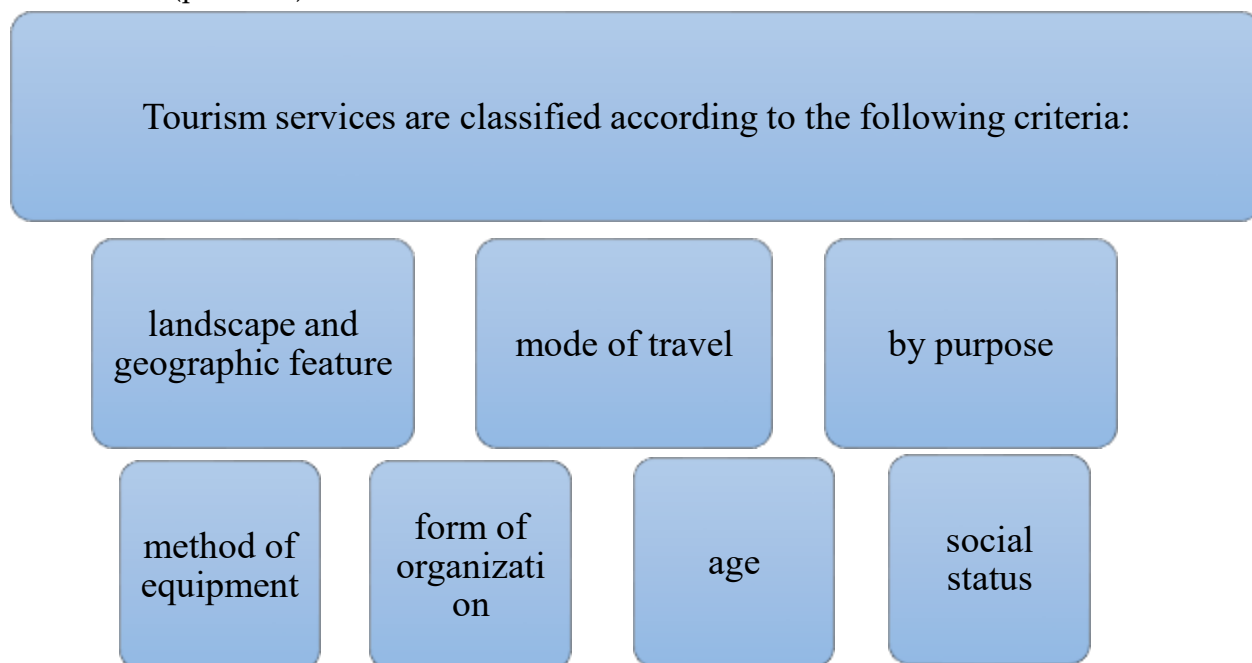 Tourism services are classified according to the following criteria:
landscape and
geographic feature
mode of travel
by purpose
method of
equipment
form of
organizati
on
age
social
status